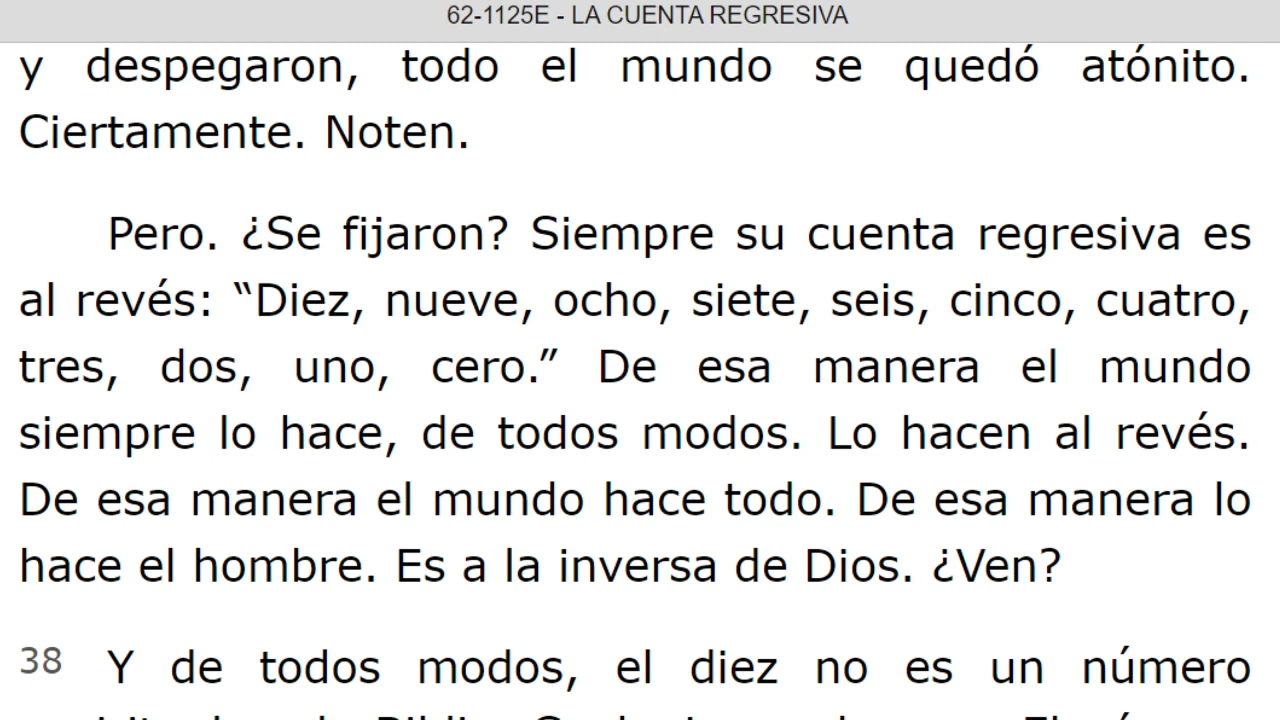 62-1125E - LA CUENTA REGRESIVA
y despegaron, todo el mundo se quedó atónito.
Ciertamente. Noten.
Pero. ¿Se fijaron? Siempre su cuenta regresiva es
al revés: “Diez, nueve, ocho, siete, seis, cinco, cuatro,
tres, dos, uno, cero.” De esa manera el mundo
siempre lo hace, de todos modos. Lo hacen al revés.
De esa manera el mundo hace todo. De esa manera lo
hace el hombre. Es a la inversa de Dios. ¿Ven?
38 Y de todos modos, el diez no es un número